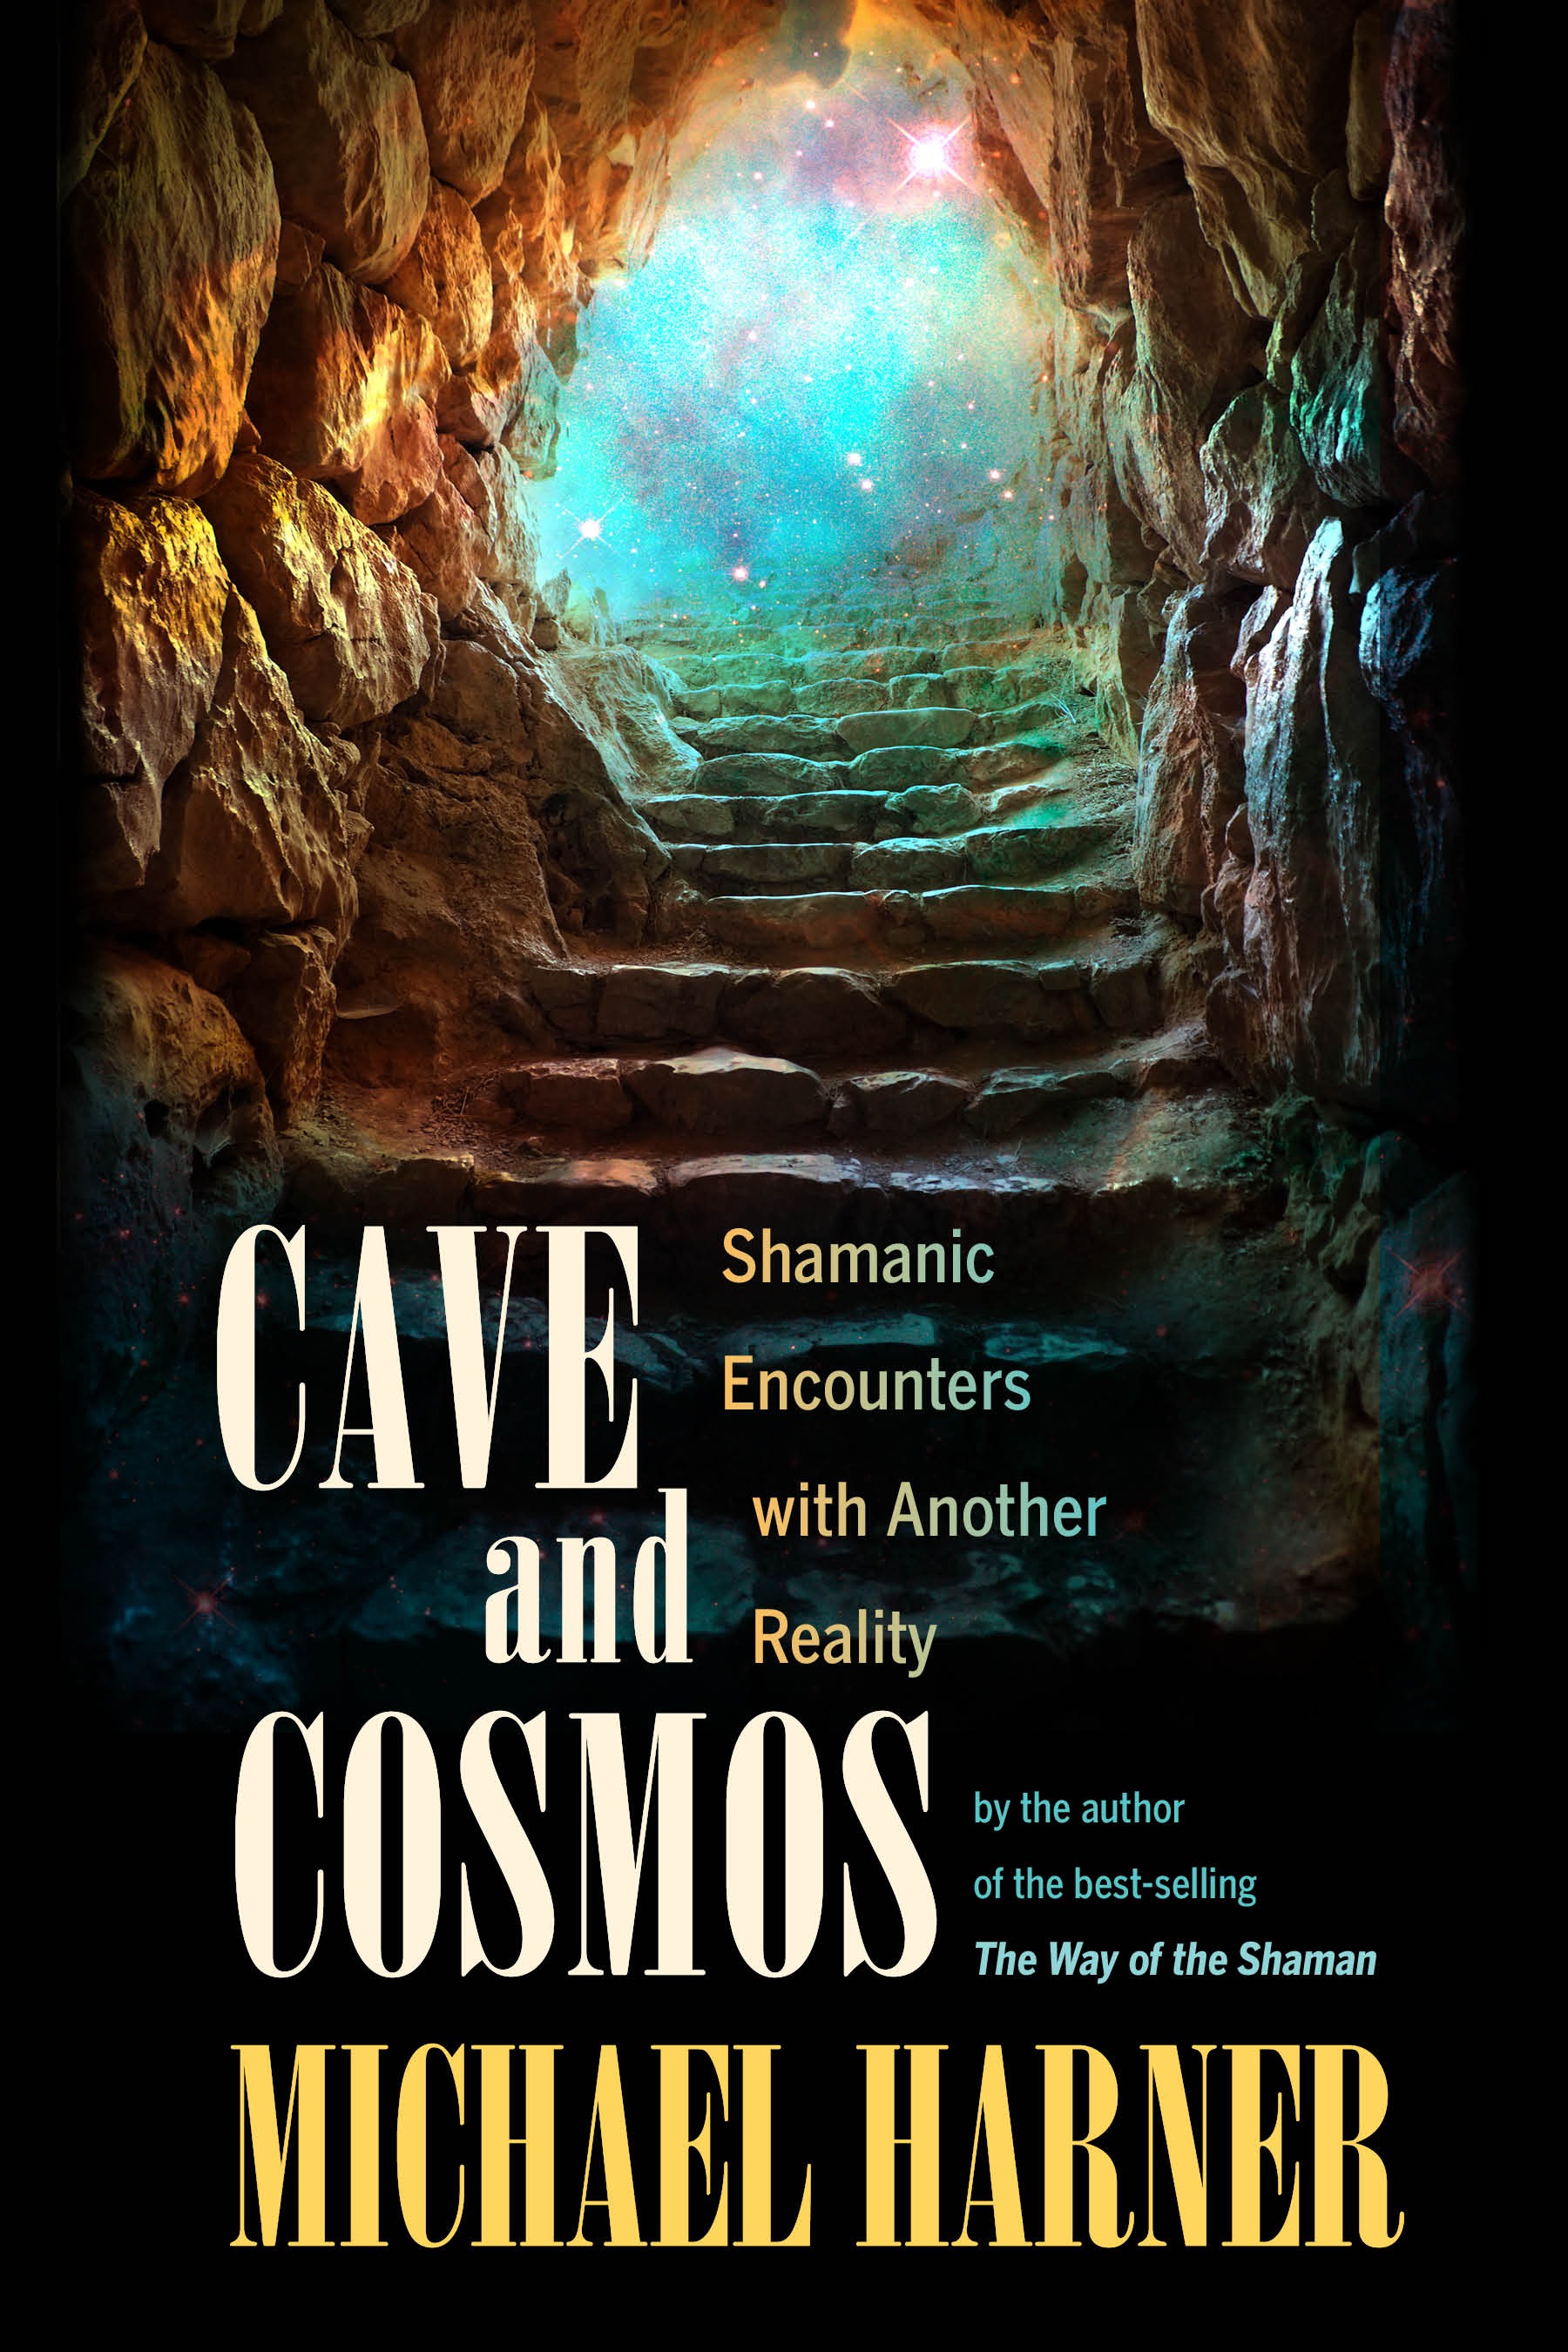 CAVE
and
COSMOS
Shamanic
Encounters
with Another
Reality
by the author
of the best-selling
The Way of the Shaman
MICHAEL HARNER